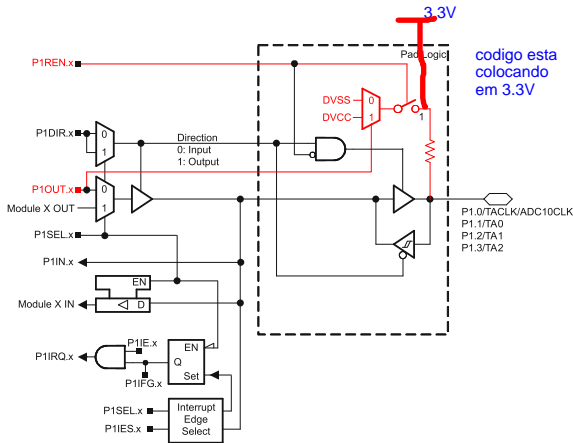 3.3V
Pad Logic
codigo esta
colocando
em 3.3V
P1REN.x
DVSS
0
DVCC
1
1
P1DIR.x
0
1
Direction
0: Input
1: Output
P1OUT.x
0
Module X OUT
1
P1SEL.x
P1.0/TACLK/ADC10CLK
P1.1/TA0
P1.2/TA1
P1.3/TA2
P1IN.x
EN
Module X IN
D
P1IE.x
EN
P1IRQ.x
Q
P1IFG.x
Set
P1SEL.x
P1IES.x
Interrupt
Edge
Select